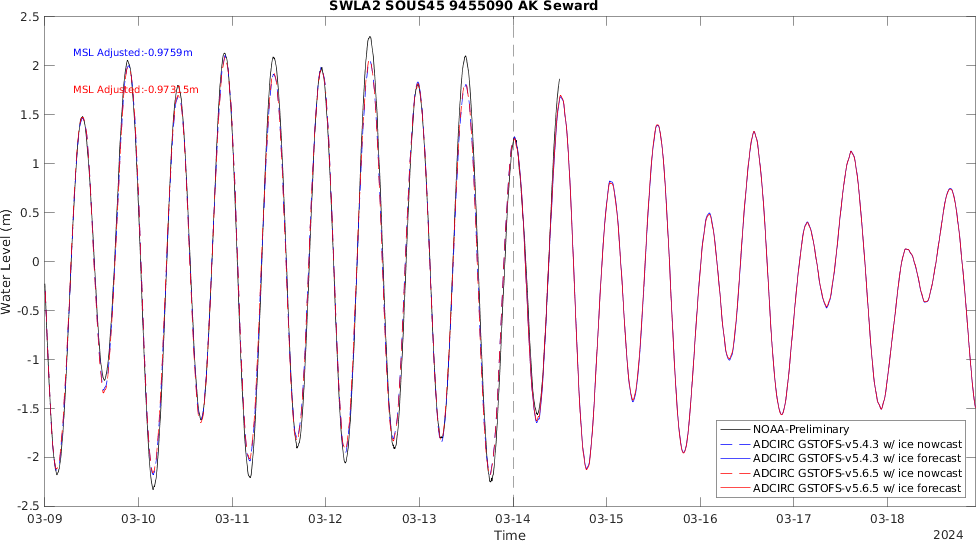 SWLA2 SOUS45 9455090 AK Seward
2.5
2
1.5
1
0.5
0
-0.5
-1
-1.5
-2
-2.5
Water Level (m)
MSL Adjusted:-0.9759m
MSL Adjusted:-0.97315m
NOAA-Preliminary
ADCIRC GSTOFS-v5.4.3 w/ ice nowcast
ADCIRC GSTOFS-v5.4.3 w/ ice forecast
ADCIRC GSTOFS-v5.6.5 w/ ice nowcast
ADCIRC GSTOFS-v5.6.5 w/ ice forecast
03-09 03-10 03-11 03-12 03-13 03-14 03-15 03-16 03-17 03-18
Time
2024